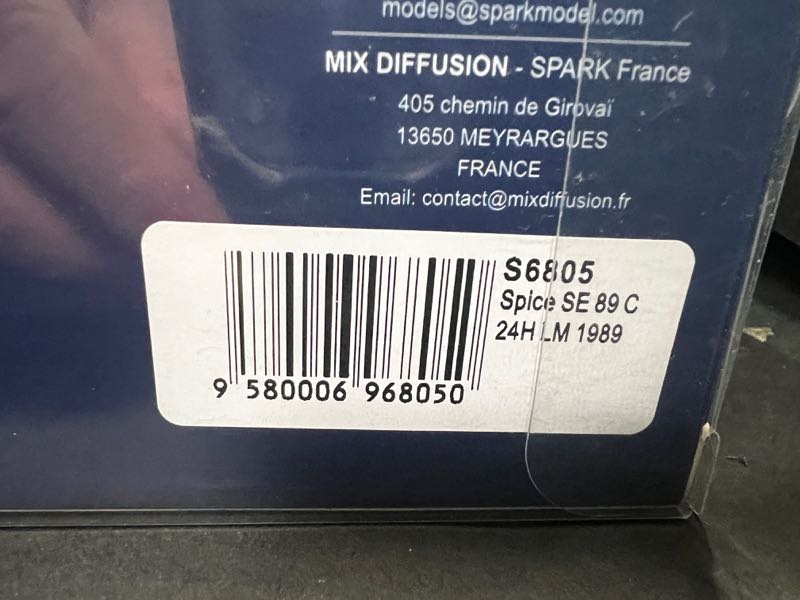 models@sparkmodel.com
MIX DIFFUSION - SPARK France
405 chemin de Girovaï
13650 MEYRARGUES
FRANCE
Email: contact@mixdiffusion.fr
S6805
Spice SE 89 C
24H LM 1989
9 580006 968050